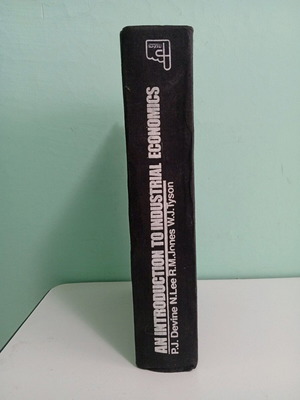 AN INTRODUCTION TO INDUSTRIAL ECONOMICS
P.J. Devine N.Lee R.M.Jones W.J.Tyson